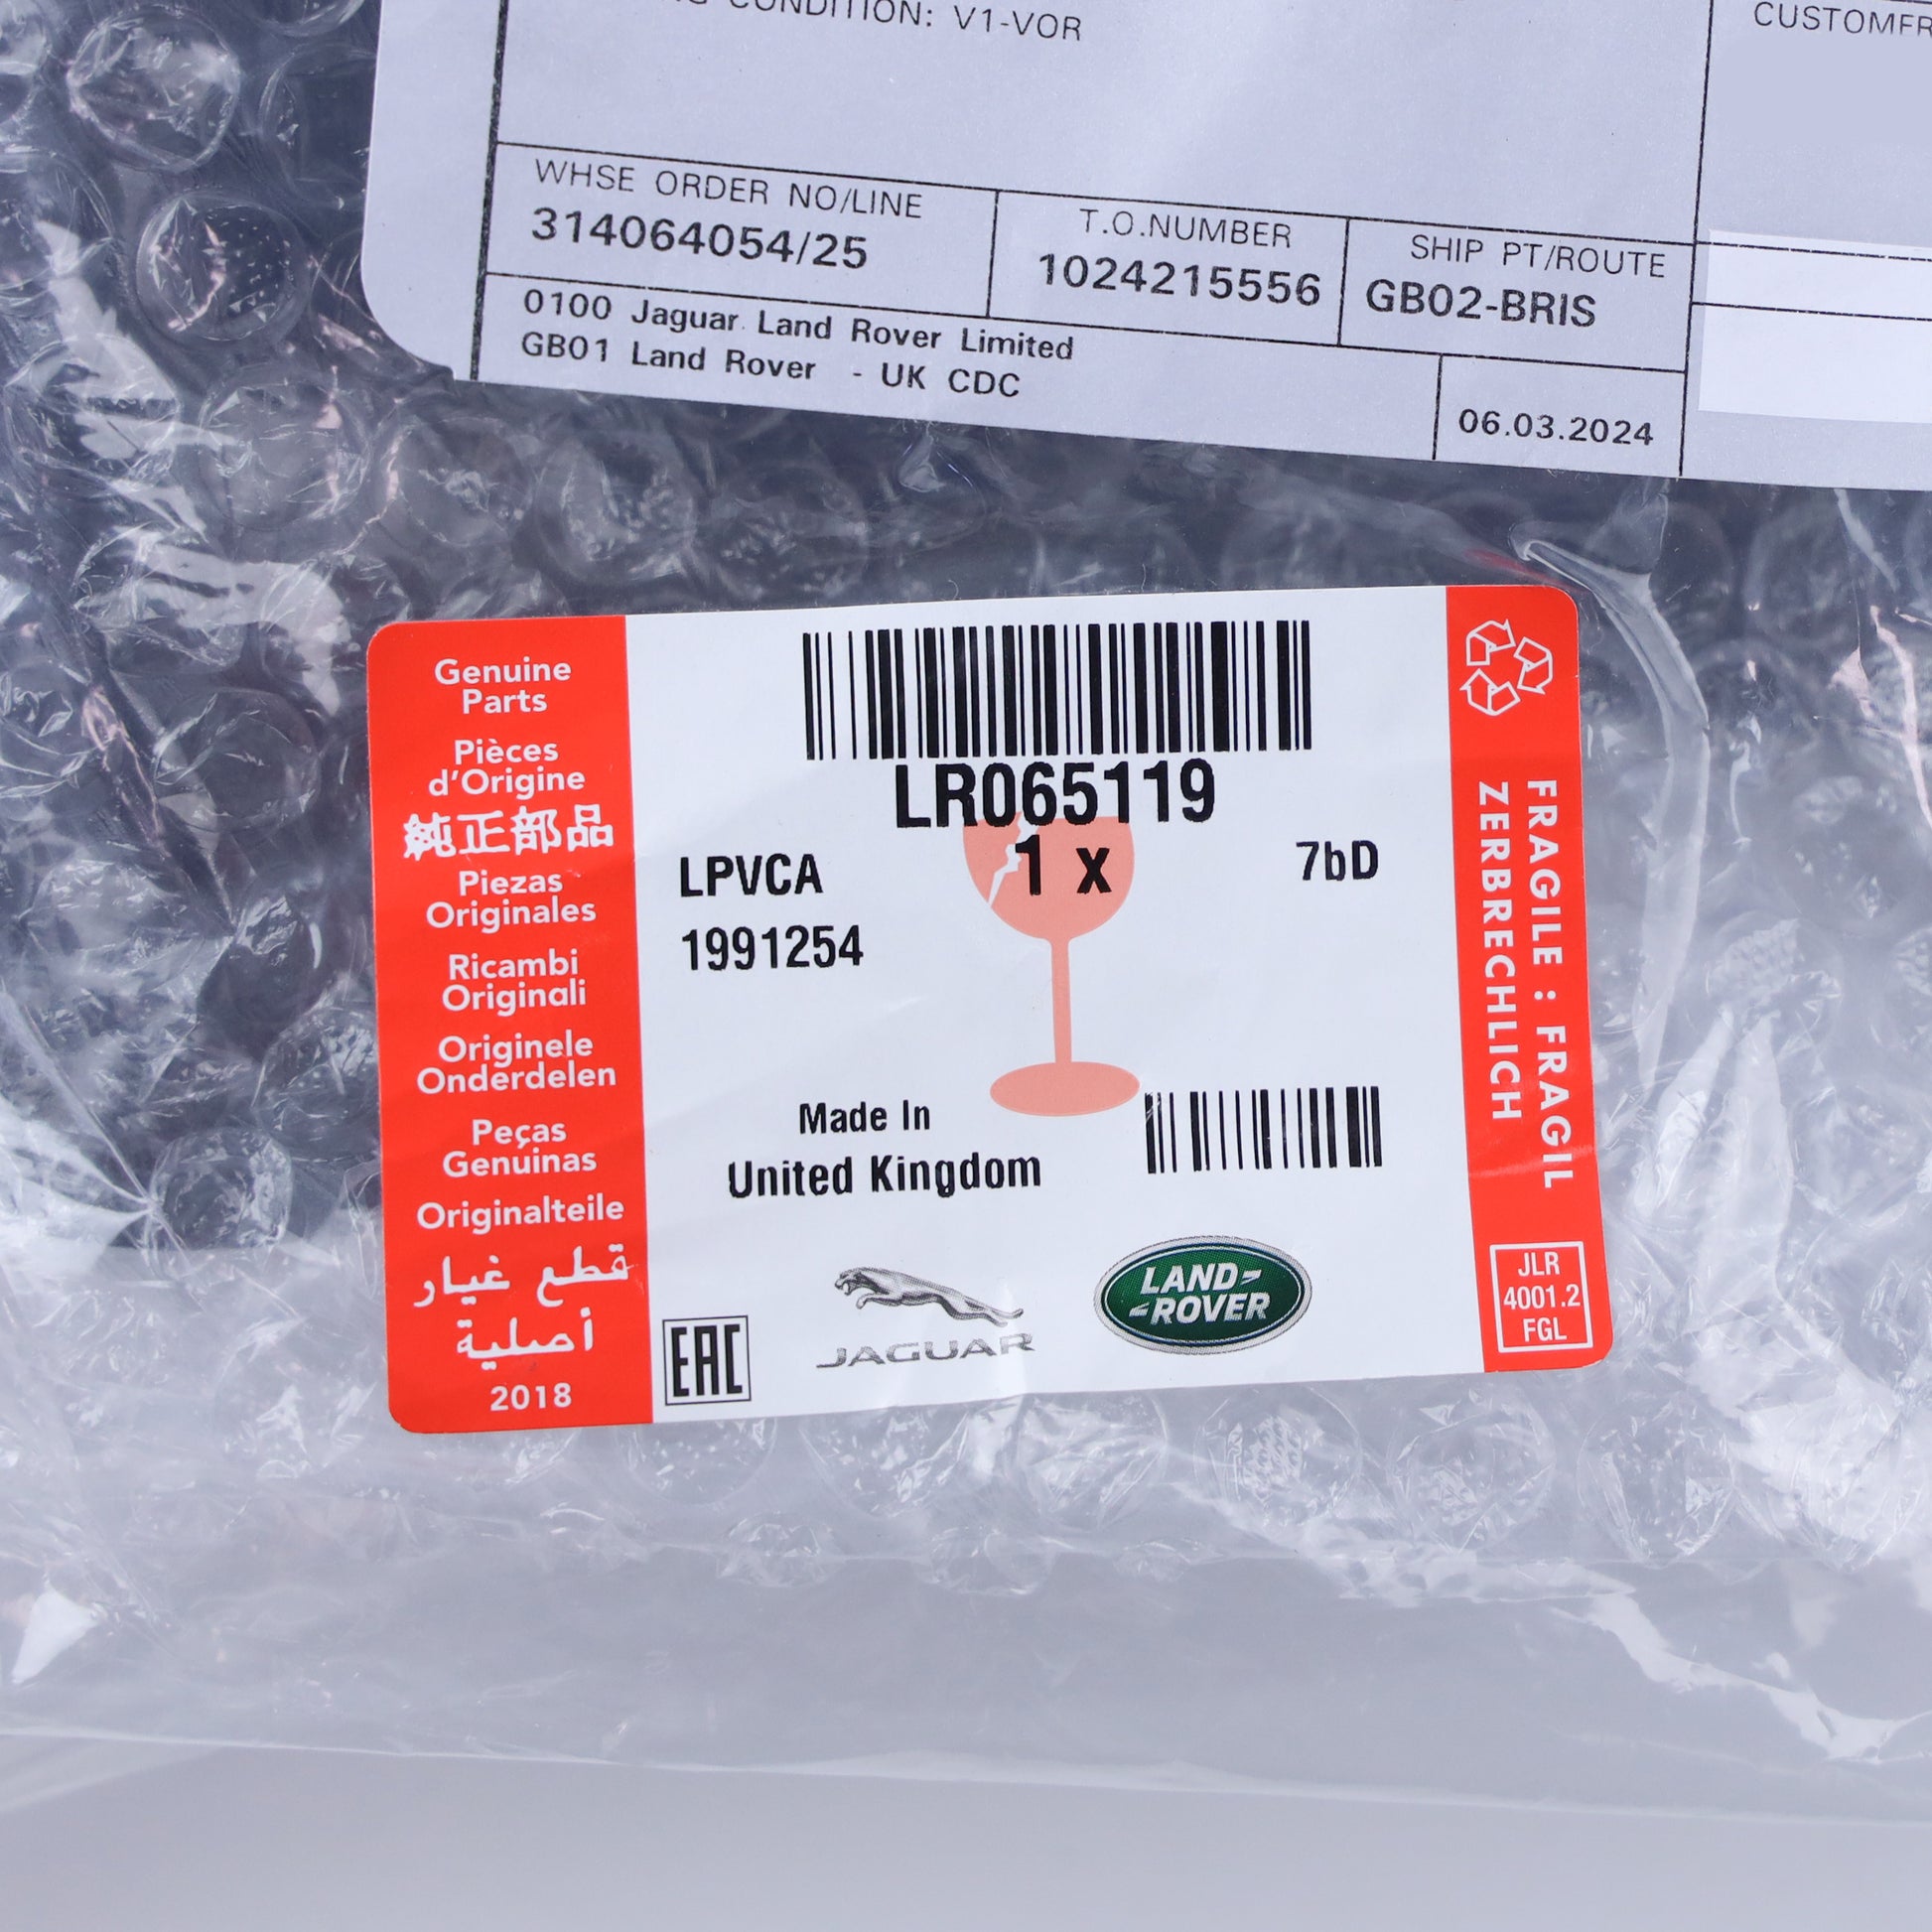 CONDITION: V1-VOR
WHSE ORDER NO/LINE
314064054/25
T.O.NUMBER
1024215556
SHIP PT/ROUTE
GB02-BRIS
0100 Jaguar Land Rover Limited
GB01 Land Rover - UK CDC
06.03.2024
Genuine
Parts
Pièces
d'Origine
純正部品
Piezas
Originales
Ricambi
Originali
Originele
Onderdelen
Peças
Genuinas
Originalteile
قطع غيار
أصلية
2018
LR065119
1 x
LPVCA
7bD
1991254
Made In
United Kingdom
EAC
JAGUAR
LAND-
-ROVER
FRAGILE : FRAGIL
ZERBRECHLICH
JLR
4001.2
FGL